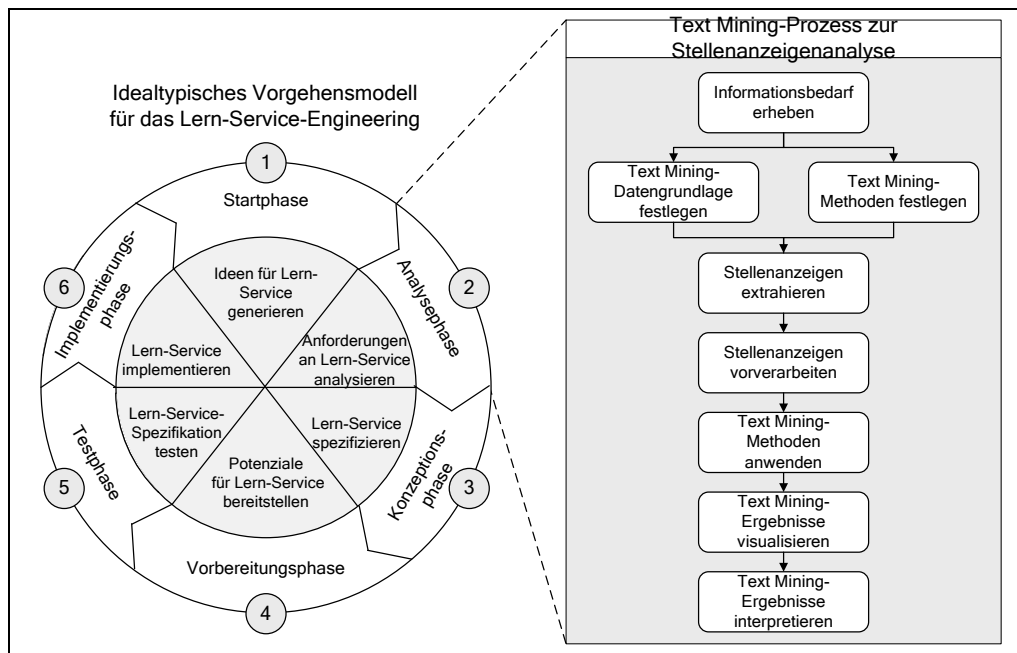 Idealtypisches Vorgehensmodell
für das Lern-Service-Engineering
1
Startphase
2
Analysephase
3
Konzeptions-
phase
4
Vorbereitungsphase
5
Testphase
6
Implementierungs-
phase
Ideen für Lern-
Service
generieren
Anforderungen
an Lern-Service
analysieren
Lern-Service
spezifizieren
Potenziale
für Lern-Service
bereitstellen
Lern-Service-
Spezifikation
testen
Lern-Service
implementieren
Text Mining-Prozess zur
Stellenanzeigenanalyse
Informationsbedarf
erheben
Text Mining-
Datengrundlage
festlegen
Text Mining-
Methoden festlegen
Stellenanzeigen
extrahieren
Stellenanzeigen
vorverarbeiten
Text Mining-
Methoden
anwenden
Text Mining-
Ergebnisse
visualisieren
Text Mining-
Ergebnisse
interpretieren